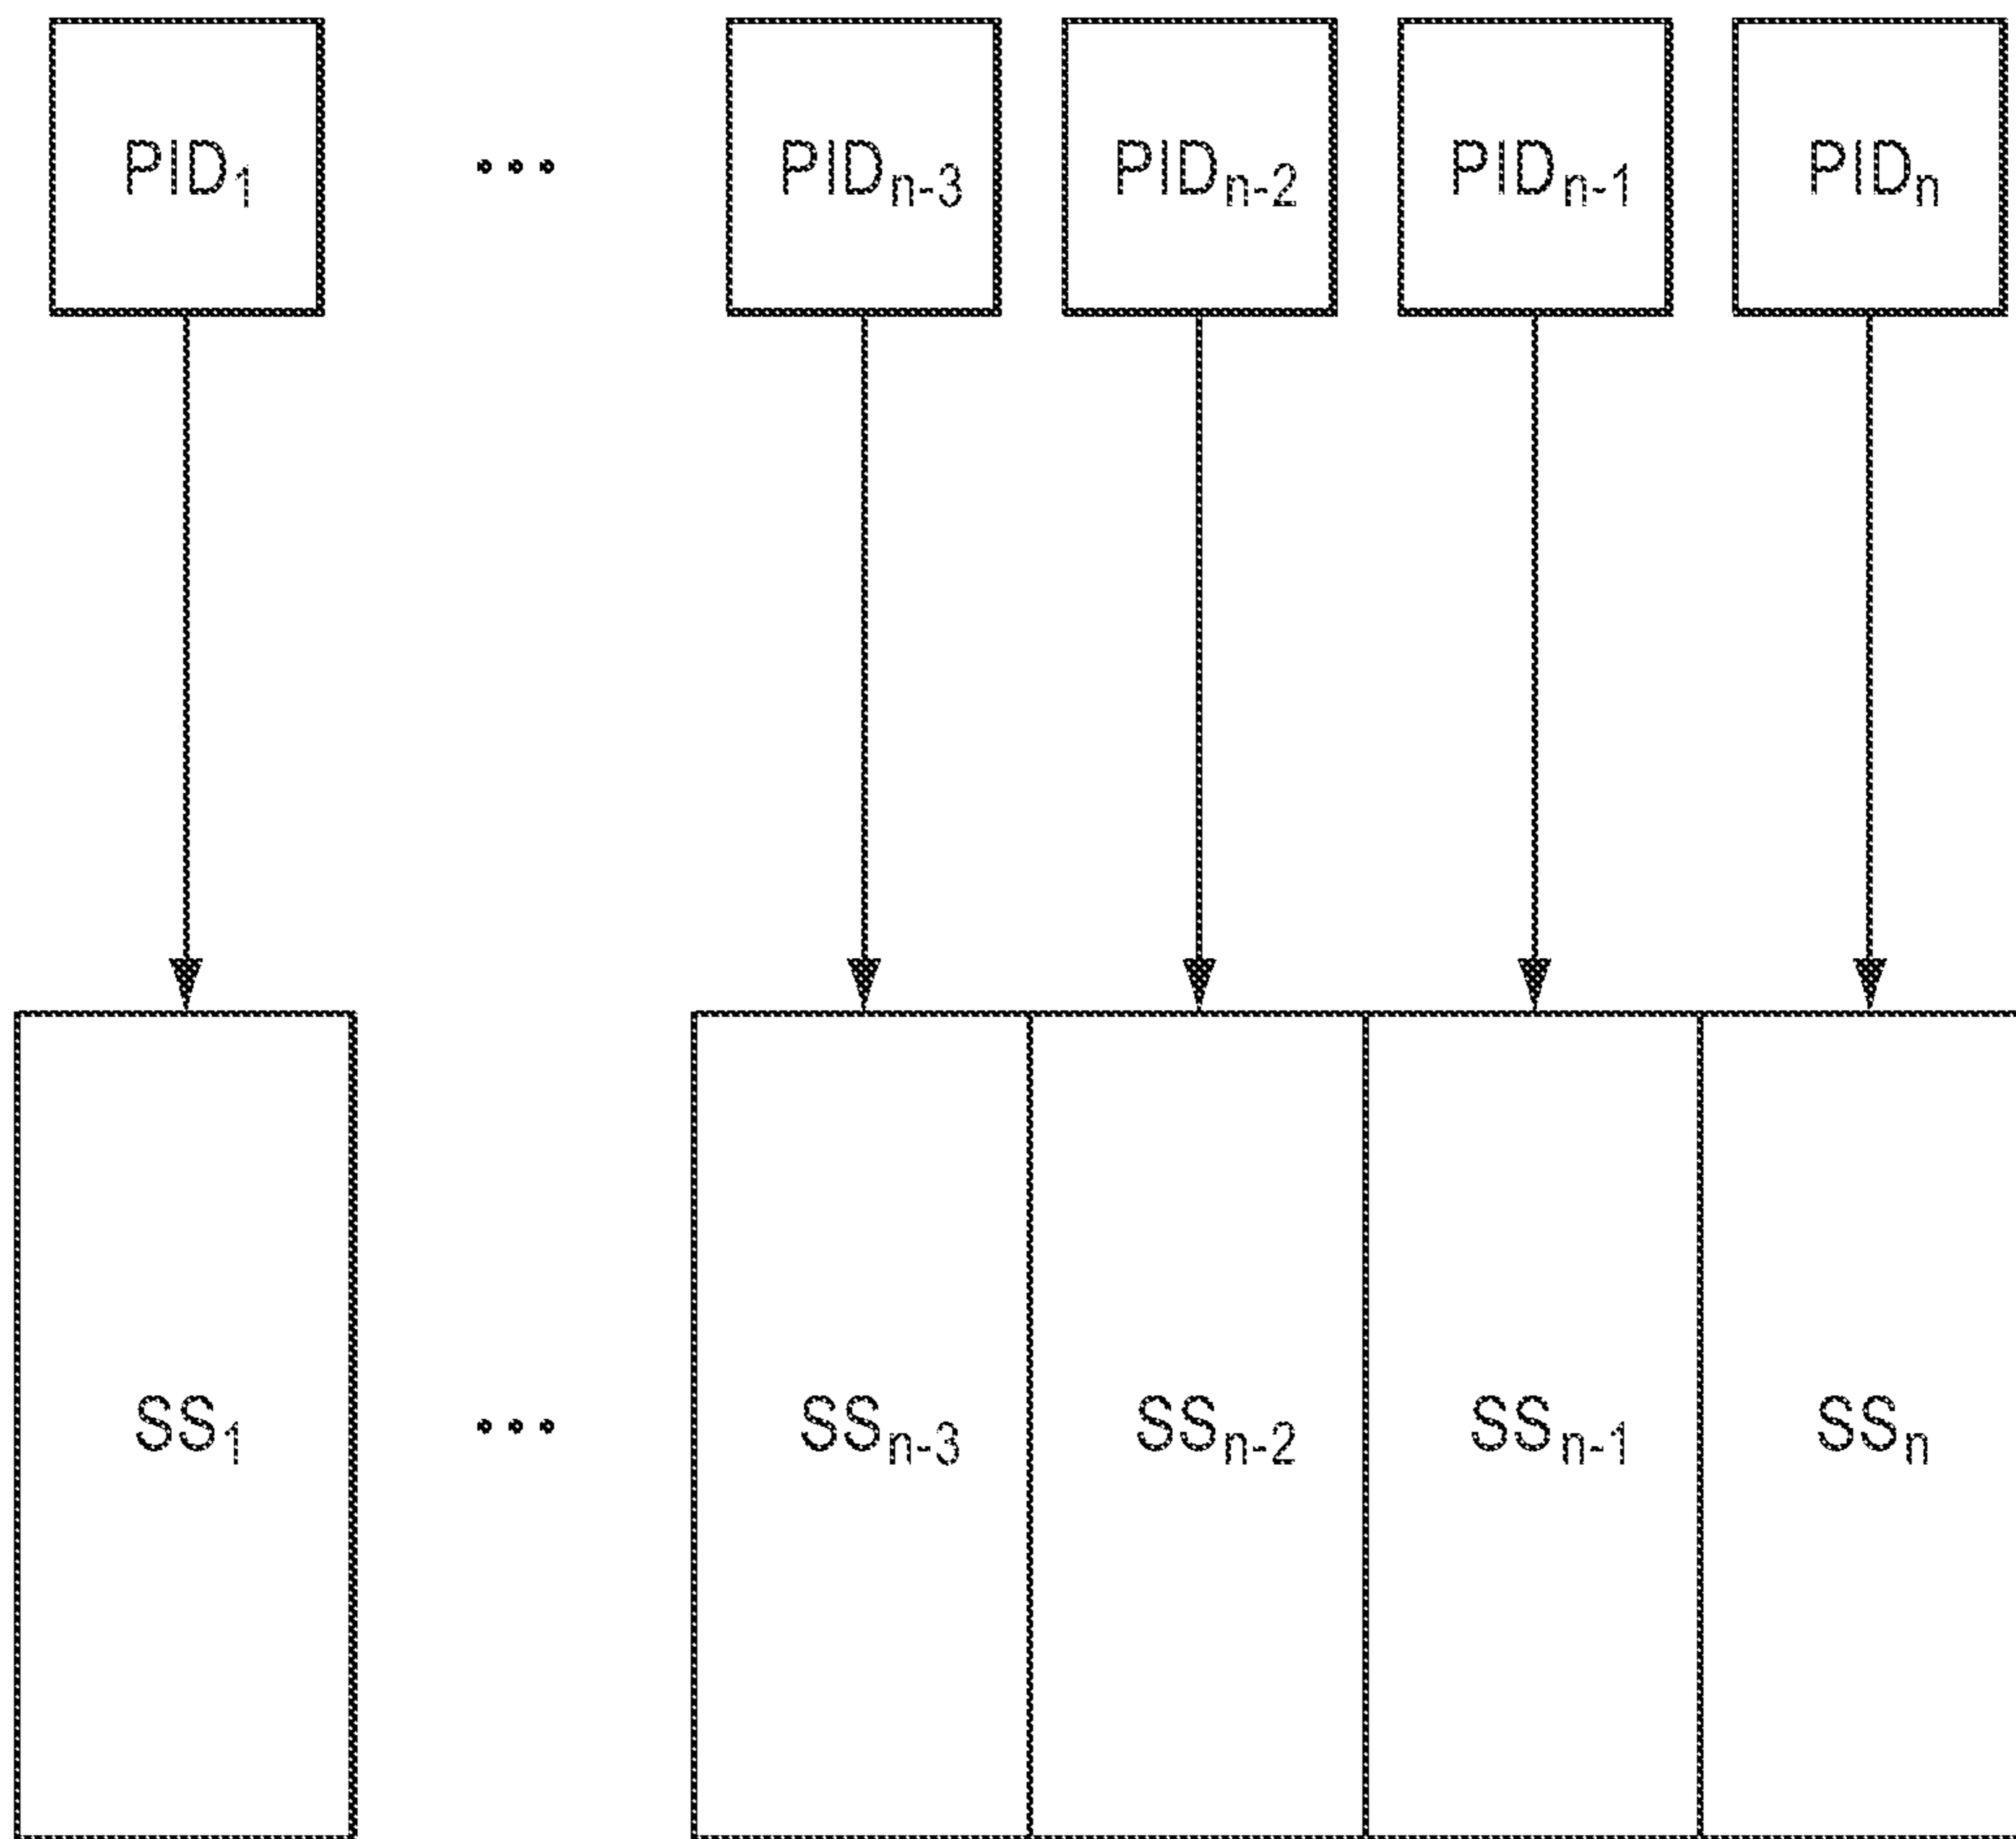 PID₁ ... PIDₙ₋₃ PIDₙ₋₂ PIDₙ₋₁ PIDₙ
SS₁ ... SSₙ₋₃ SSₙ₋₂ SSₙ₋₁ SSₙ